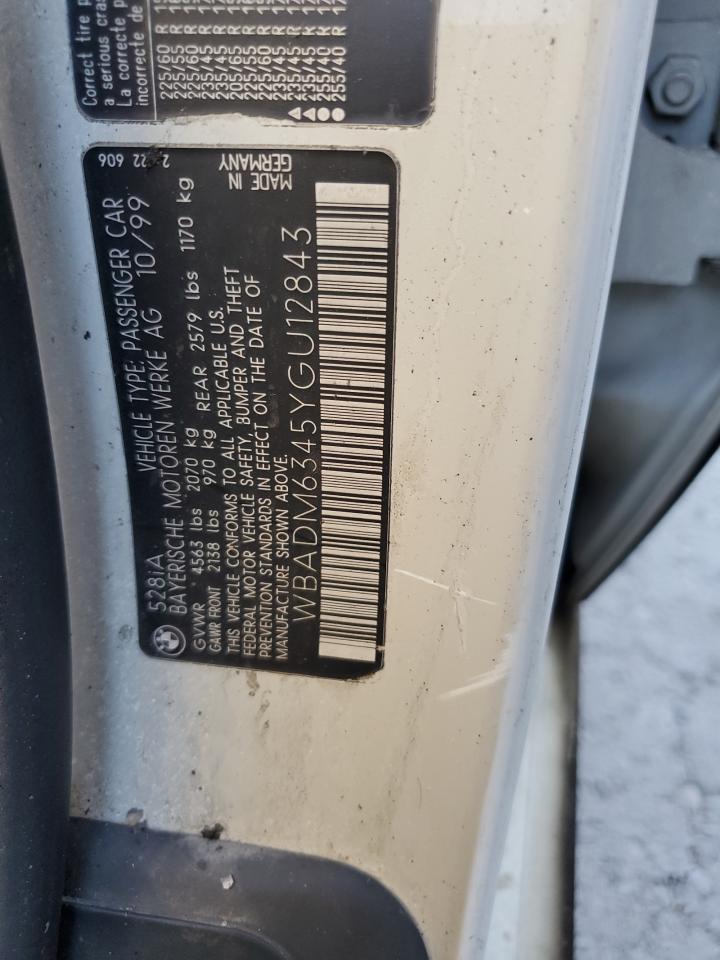 Correct tire p
a serious cras
La correcte p
incorrecte de
225/60 R
225/55 R
225/60 R
235/45 R
235/45 R
205/65 R
225/55 R
225/60 R
235/45 R
235/45 R
235/45 R
255/40 R
255/40 R
528iA VEHICLE TYPE: PASSENGER CAR
BAYERISCHE MOTOREN WERKE AG 10/99
GVWR 4563 lbs 2070 kg
GAWR FRONT 2138 lbs 970 kg REAR 2579 lbs 1170 kg
THIS VEHICLE CONFORMS TO ALL APPLICABLE U.S.
FEDERAL MOTOR VEHICLE SAFETY, BUMPER AND THEFT
PREVENTION STANDARDS IN EFFECT ON THE DATE OF
MANUFACTURE SHOWN ABOVE.
WBADM6345YGU12843
22 606
MADE IN
GERMANY